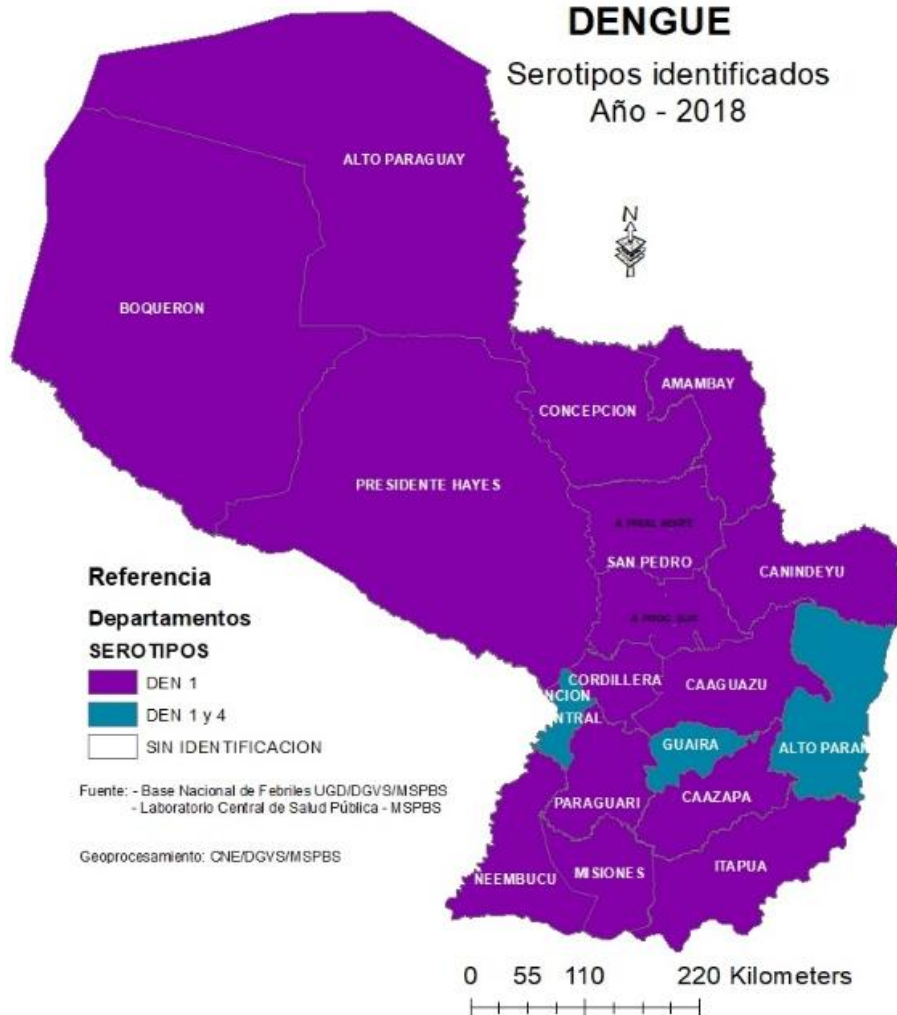 DENGUE
Serotipos identificados
Año - 2018
N
ALTO PARAGUAY
BOQUERON
AMAMBAY
CONCEPCION
PRESIDENTE HAYES
SAN PEDRO
CANINDEYU
CORDILLERA
CAAGUAZU
NCION
NTRAL
GUAIRA
ALTO PARAN
PARAGUARI
CAAZAPA
ITAPUA
MISIONES
NEEMBUCU
Referencia
Departamentos
SEROTIPOS
DEN 1
DEN 1 y 4
SIN IDENTIFICACION
Fuente: - Base Nacional de Febriles UGD/DGVS/MSPBS
- Laboratorio Central de Salud Pública - MSPBS
Geoprocesamiento: CNE/DGVS/MSPBS
0 55 110 220 Kilometers